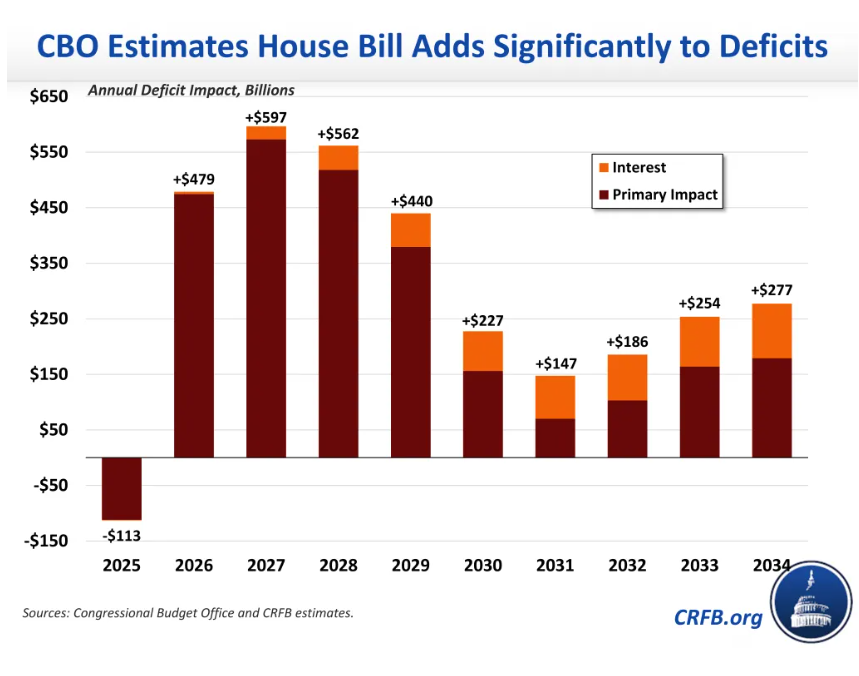 CBO Estimates House Bill Adds Significantly to Deficits
Annual Deficit Impact, Billions
$650
$550
$450
$350
$250
$150
$50
-$50
-$150
+$597
+$562
+$479
+$440
+$227
+$147
+$186
+$254
+$277
-$113
Interest
Primary Impact
2025 2026 2027 2028 2029 2030 2031 2032 2033 2034
Sources: Congressional Budget Office and CRFB estimates.
CRFB.org